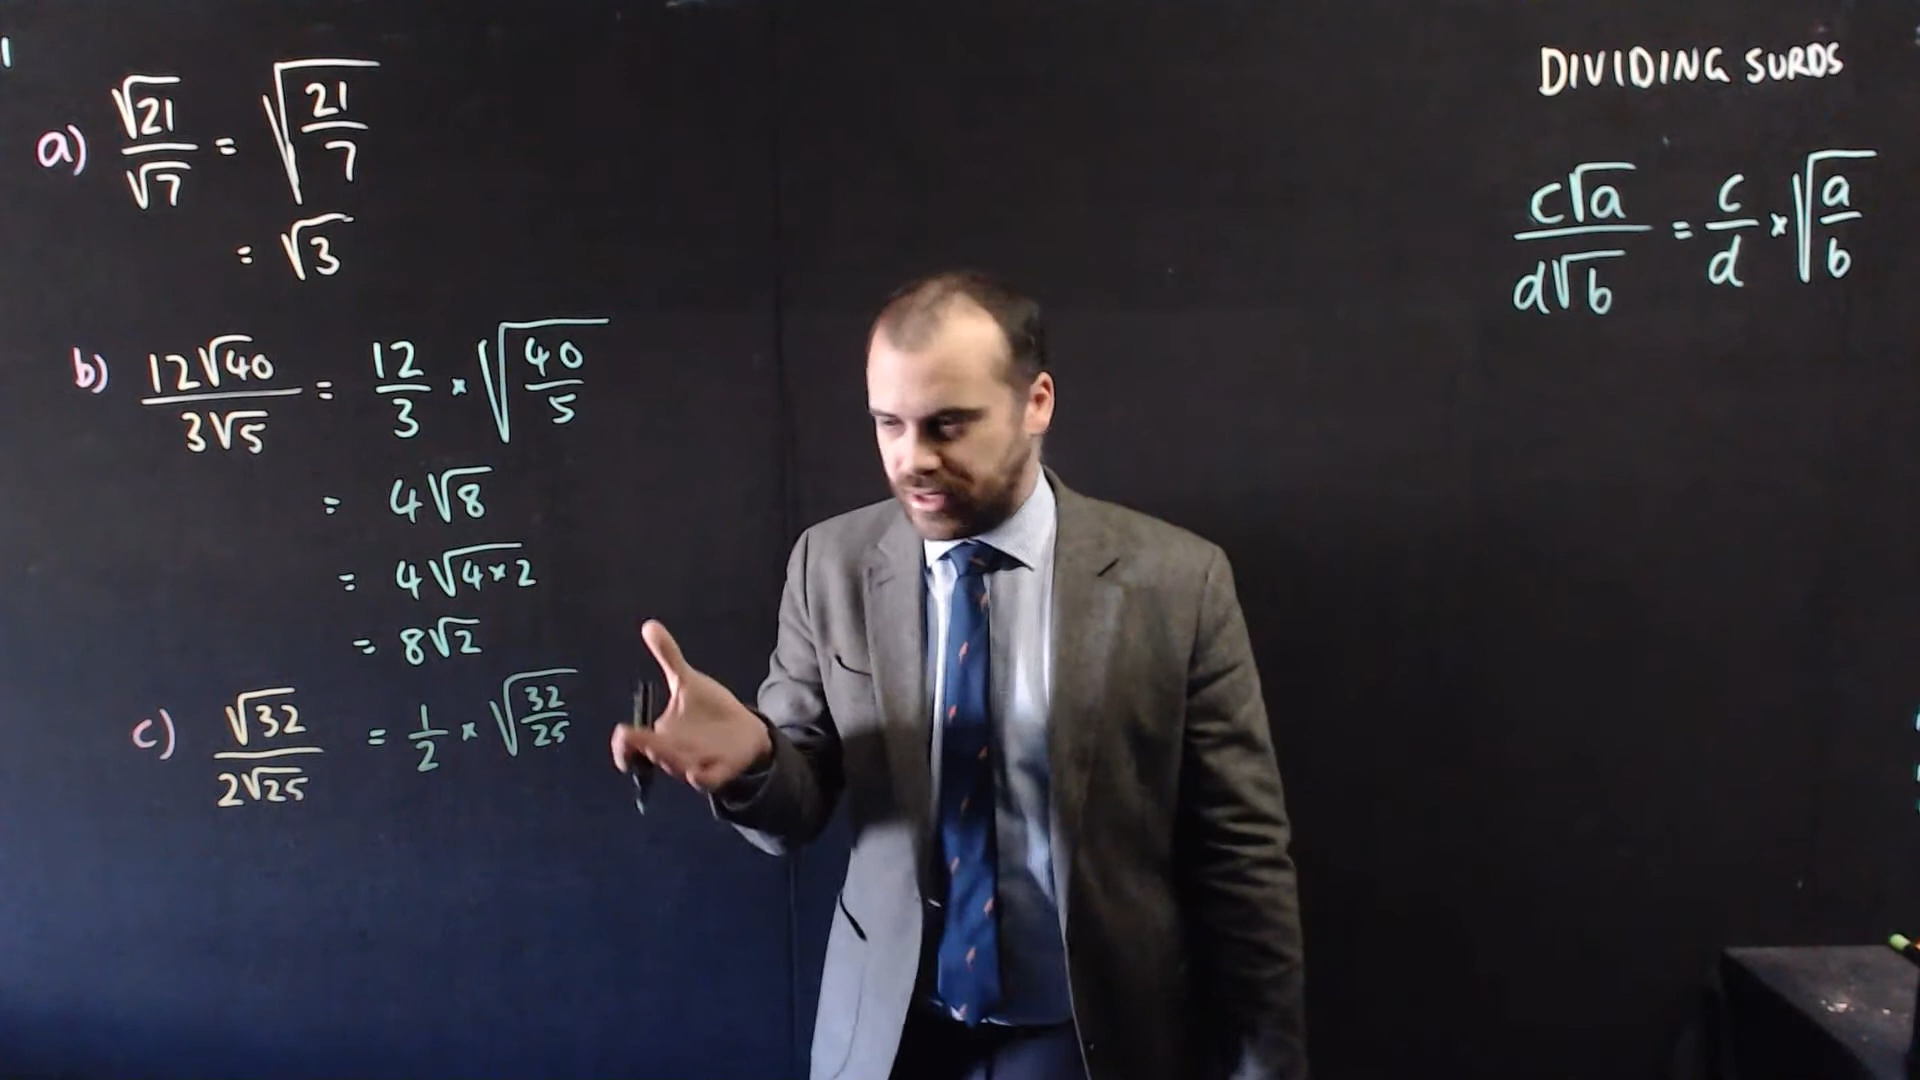 DIVIDING SURDS
c√a / d√b = c/d × √(a/b)
a) √21 / √7 = √(21/7)
= √3
b) 12√40 / 3√5 = 12/3 × √(40/5)
= 4√8
= 4√(4×2)
= 8√2
c) √32 / 2√25 = 1/2 × √(32/25)